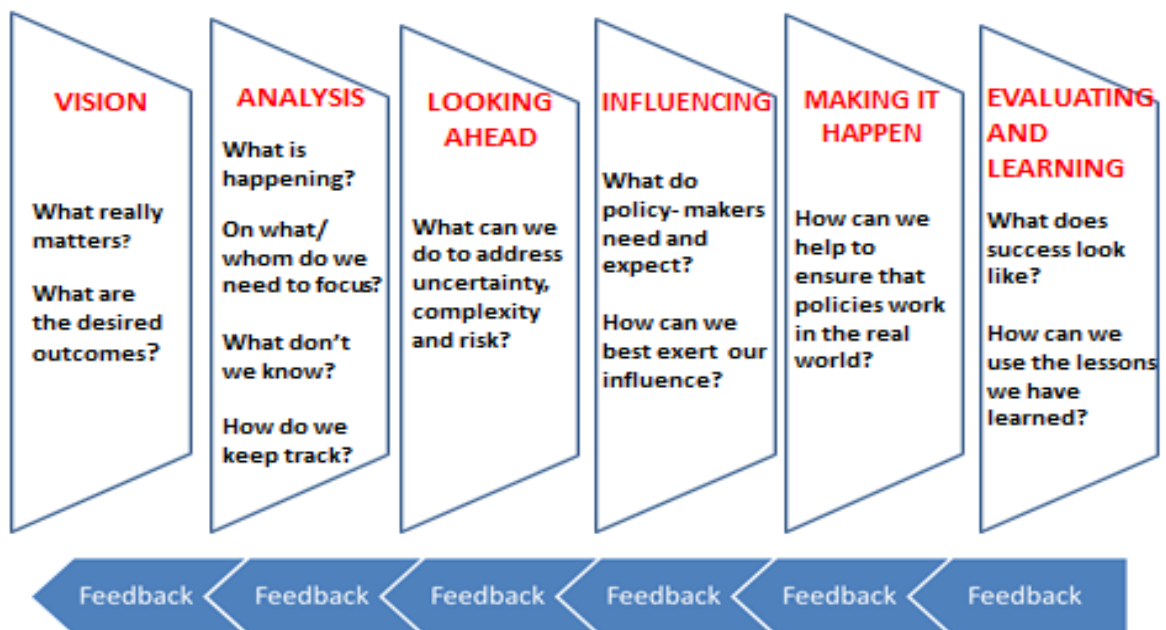 VISION
What really
matters?
What are
the desired
outcomes?
ANALYSIS
What is
happening?
On what/
whom do we
need to focus?
What don't
we know?
How do we
keep track?
LOOKING
AHEAD
What can we
do to address
uncertainty,
complexity
and risk?
INFLUENCING
What do
policy- makers
need and
expect?
How can we
best exert our
influence?
MAKING IT
HAPPEN
How can we
help to
ensure that
policies work
in the real
world?
EVALUATING
AND
LEARNING
What does
success look
like?
How can we
use the lessons
we have
learned?
Feedback
Feedback
Feedback
Feedback
Feedback
Feedback